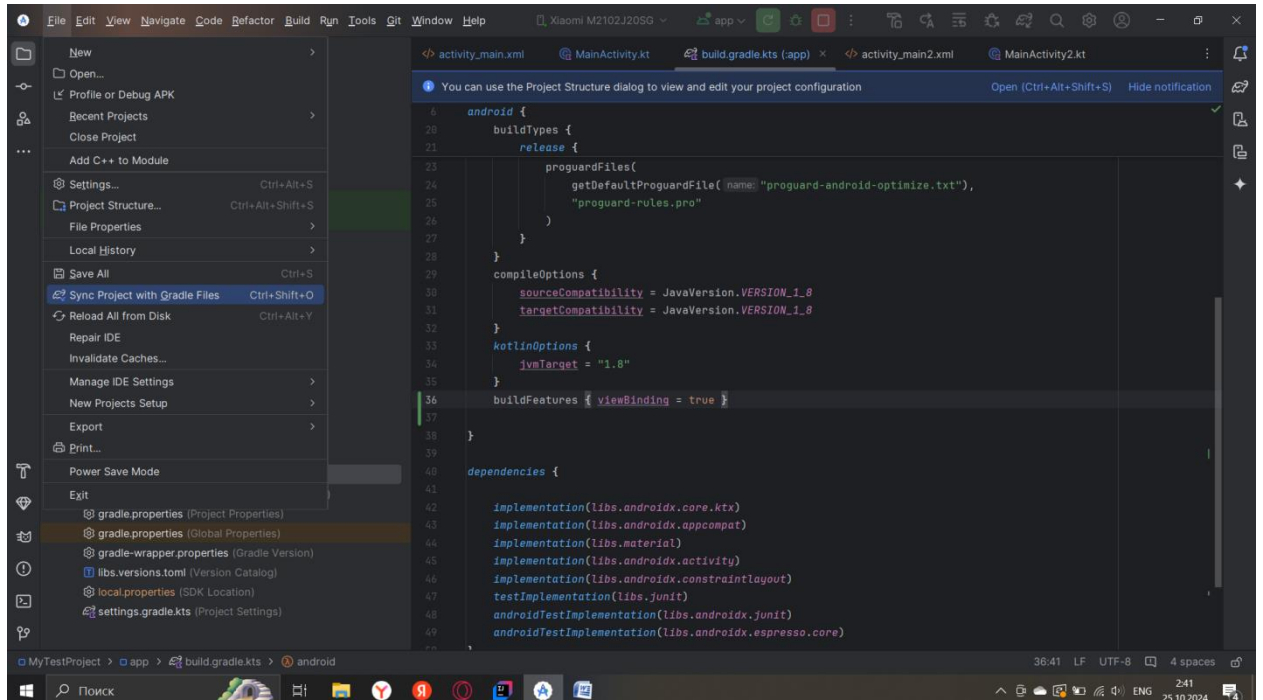 File Edit View Navigate Code Refactor Build Run Tools Git Window Help Xiaomi M2102J20SG app
New
Open...
Profile or Debug APK
Recent Projects
Close Project
Add C++ to Module
Settings... Ctrl+Alt+S
Project Structure... Ctrl+Alt+Shift+S
File Properties
Local History
Save All Ctrl+S
Sync Project with Gradle Files Ctrl+Shift+O
Reload All from Disk Ctrl+Alt+Y
Repair IDE
Invalidate Caches...
Manage IDE Settings
New Projects Setup
Export
Print...
Power Save Mode
Exit
gradle.properties (Project Properties)
gradle.properties (Global Properties)
gradle-wrapper.properties (Gradle Version)
libs.versions.toml (Version Catalog)
local.properties (SDK Location)
settings.gradle.kts (Project Settings)
activity_main.xml MainActivity.kt build.gradle.kts (:app) activity_main2.xml MainActivity2.kt
You can use the Project Structure dialog to view and edit your project configuration Open (Ctrl+Alt+Shift+S) Hide notification
6 android {
20 buildTypes {
21 release {
23 proguardFiles(
24 getDefaultProguardFile( name: "proguard-android-optimize.txt"),
25 "proguard-rules.pro"
26 )
27 }
28 }
29 compileOptions {
30 sourceCompatibility = JavaVersion.VERSION_1_8
31 targetCompatibility = JavaVersion.VERSION_1_8
32 }
33 kotlinOptions {
34 jvmTarget = "1.8"
35 }
36 buildFeatures { viewBinding = true }
37
38 }
39
40 dependencies {
41
42 implementation(libs.androidx.core.ktx)
43 implementation(libs.androidx.appcompat)
44 implementation(libs.material)
45 implementation(libs.androidx.activity)
46 implementation(libs.androidx.constraintlayout)
47 testImplementation(libs.junit)
48 androidTestImplementation(libs.androidx.junit)
49 androidTestImplementation(libs.androidx.espresso.core)
MyTestProject > app > build.gradle.kts > android 36:41 LF UTF-8 4 spaces
Поиск ENG 2:41
25.10.2024